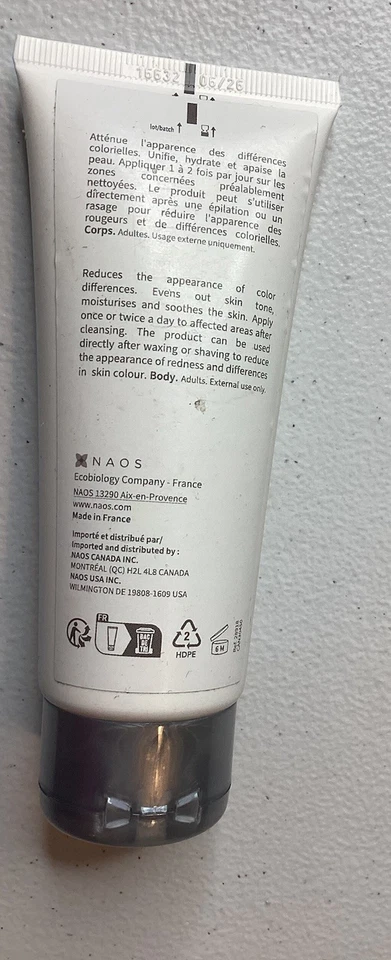 16632 06/26
lot/batch
Atténue l'apparence des différences
colorielles. Unifie, hydrate et apaise la
peau. Appliquer 1 à 2 fois par jour sur les
zones concernées préalablement
nettoyées. Le produit peut s'utiliser
directement après une épilation ou un
rasage pour réduire l'apparence des
rougeurs et de différences colorielles.
Corps. Adultes. Usage externe uniquement.
Reduces the appearance of color
differences. Evens out skin tone,
moisturises and soothes the skin. Apply
once or twice a day to affected areas after
cleansing. The product can be used
directly after waxing or shaving to reduce
the appearance of redness and differences
in skin colour. Body. Adults. External use only.
NAOS
Ecobiology Company - France
NAOS 13290 Aix-en-Provence
www.naos.com
Made in France
Importé et distribué par/
Imported and distributed by :
NAOS CANADA INC.
MONTRÉAL (QC) H2L 4L8 CANADA
NAOS USA INC.
WILMINGTON DE 19808-1609 USA
FR
BAC
DE
TRI
2
HDPE
6 M